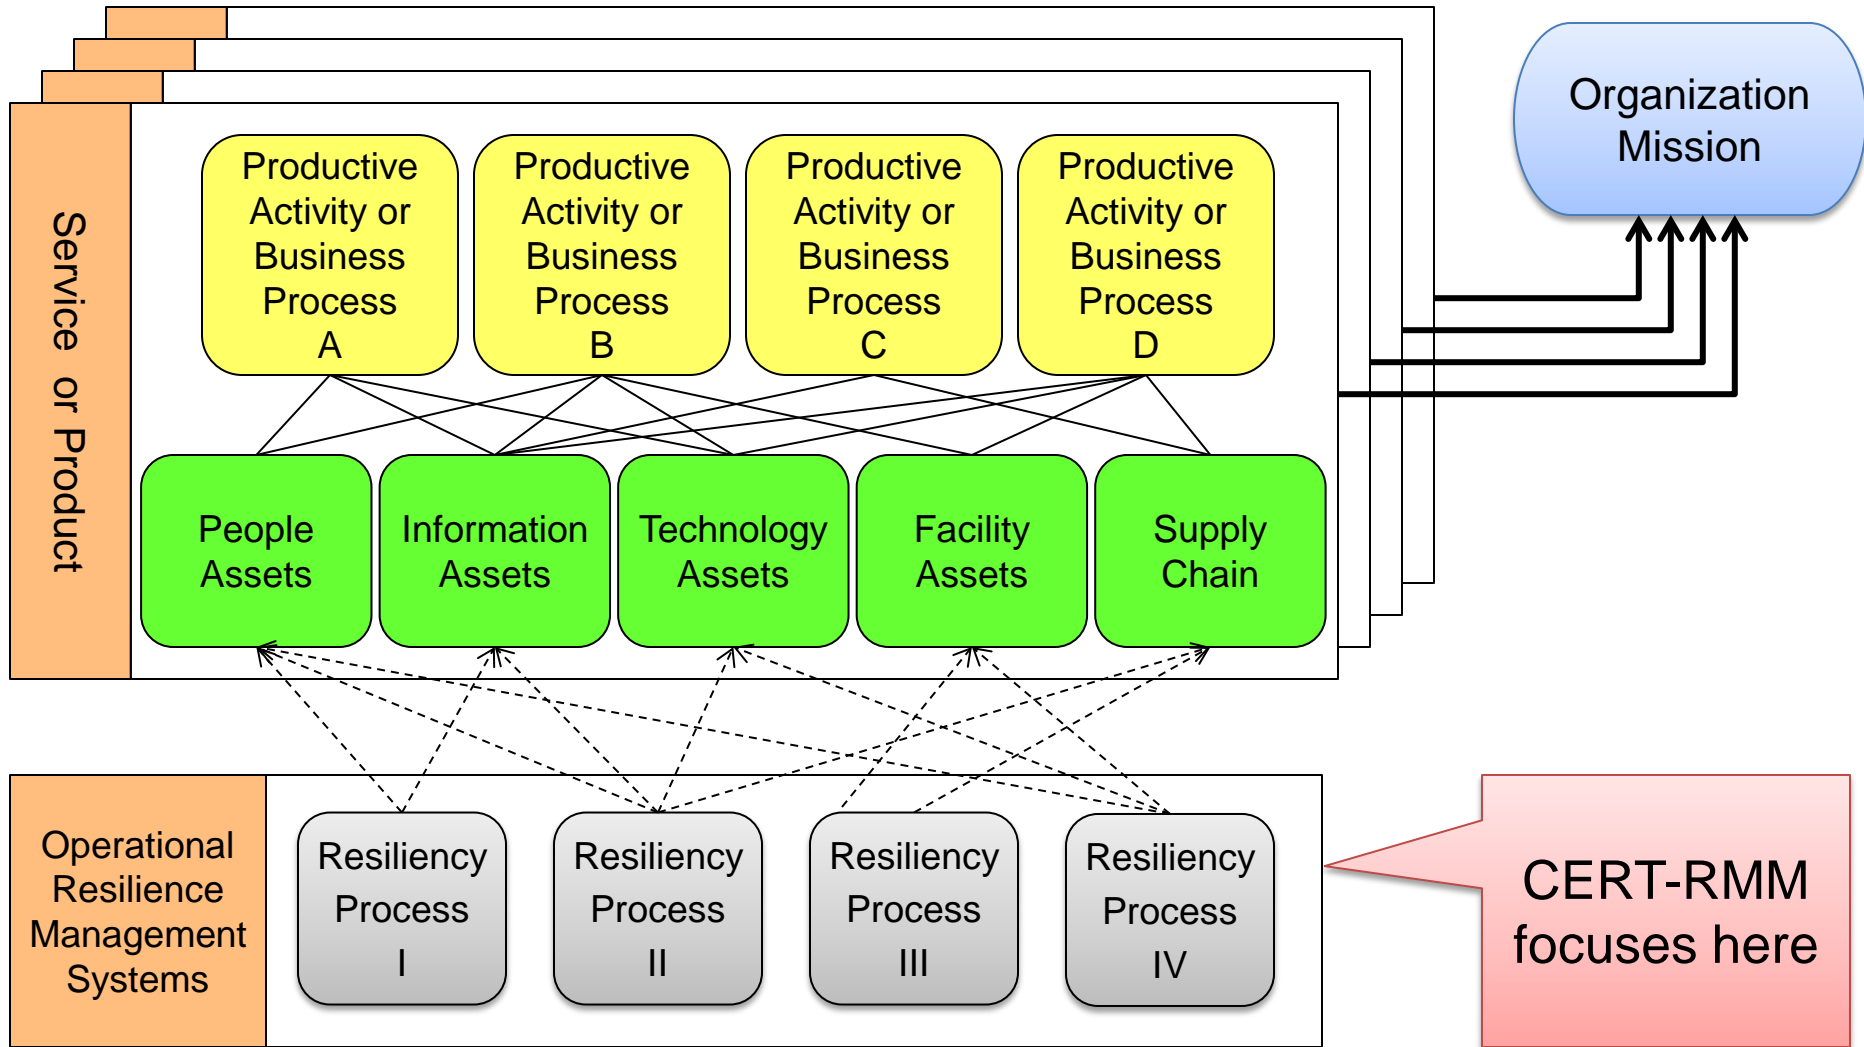 Organization
Mission
Service or Product
Productive
Activity or
Business
Process
A
Productive
Activity or
Business
Process
B
Productive
Activity or
Business
Process
C
Productive
Activity or
Business
Process
D
People
Assets
Information
Assets
Technology
Assets
Facility
Assets
Supply
Chain
Operational
Resilience
Management
Systems
Resiliency
Process
I
Resiliency
Process
II
Resiliency
Process
III
Resiliency
Process
IV
CERT-RMM
focuses here